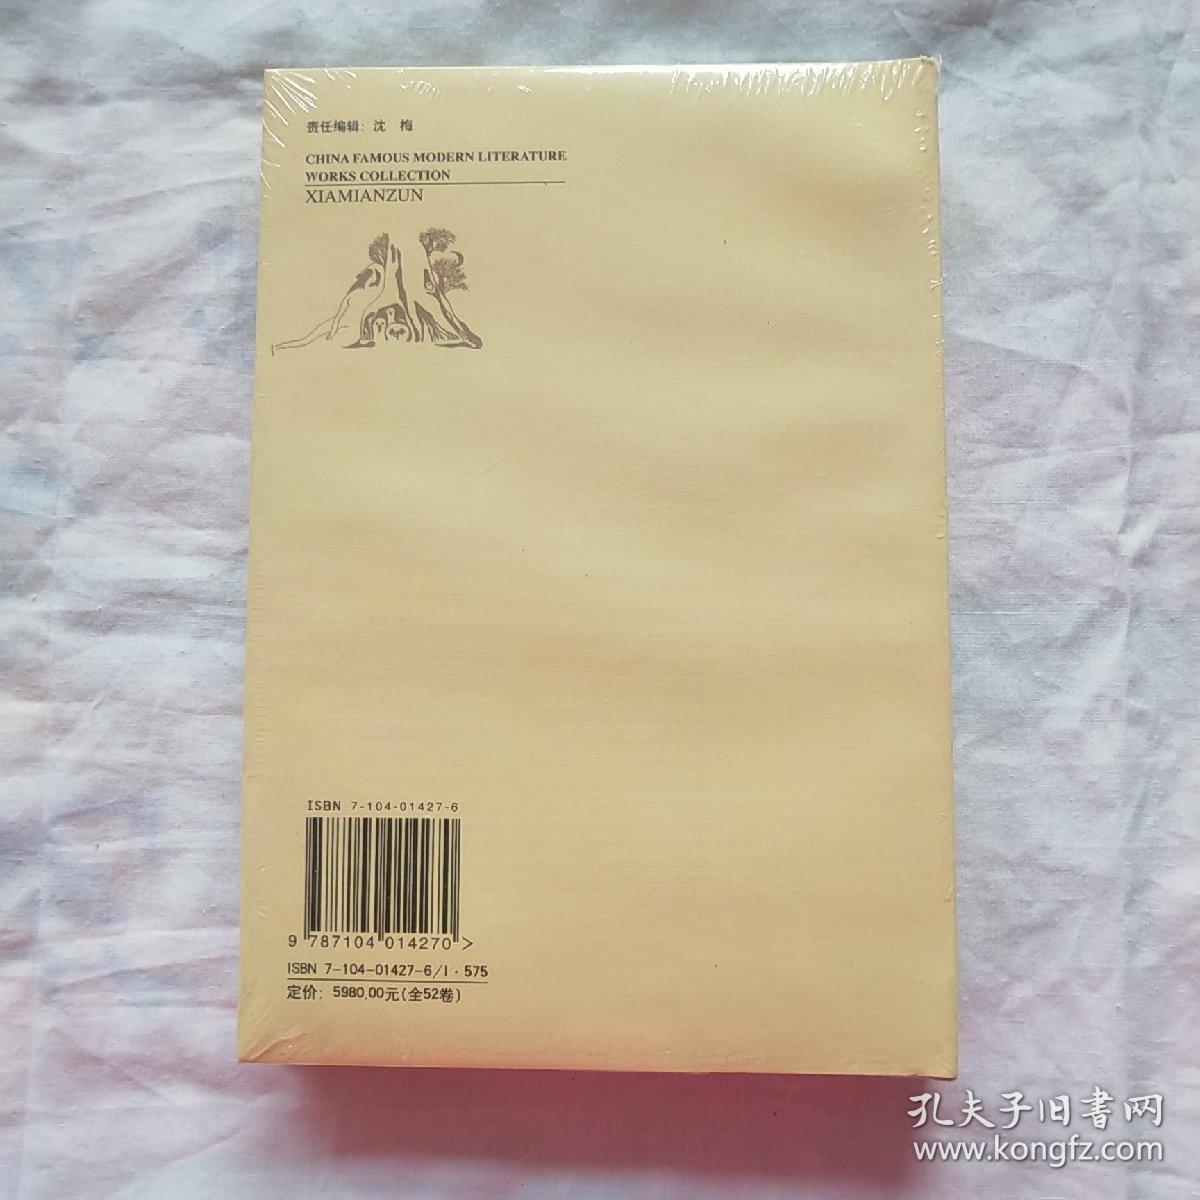 责任编辑：沈 梅
CHINA FAMOUS MODERN LITERATURE
WORKS COLLECTION
XIAMIANZUN
ISBN 7-104-01427-6
9 787104 014270 >
ISBN 7-104-01427-6/I·575
定价：5980.00元(全52卷)
孔夫子旧書网
www.kongfz.com